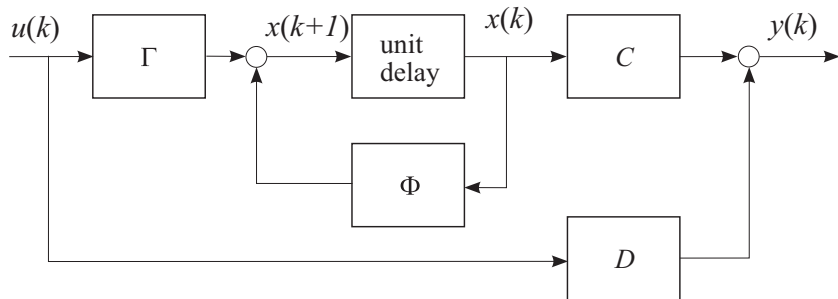 u(k)
Γ
x(k+1)
unit
delay
x(k)
C
y(k)
Φ
D